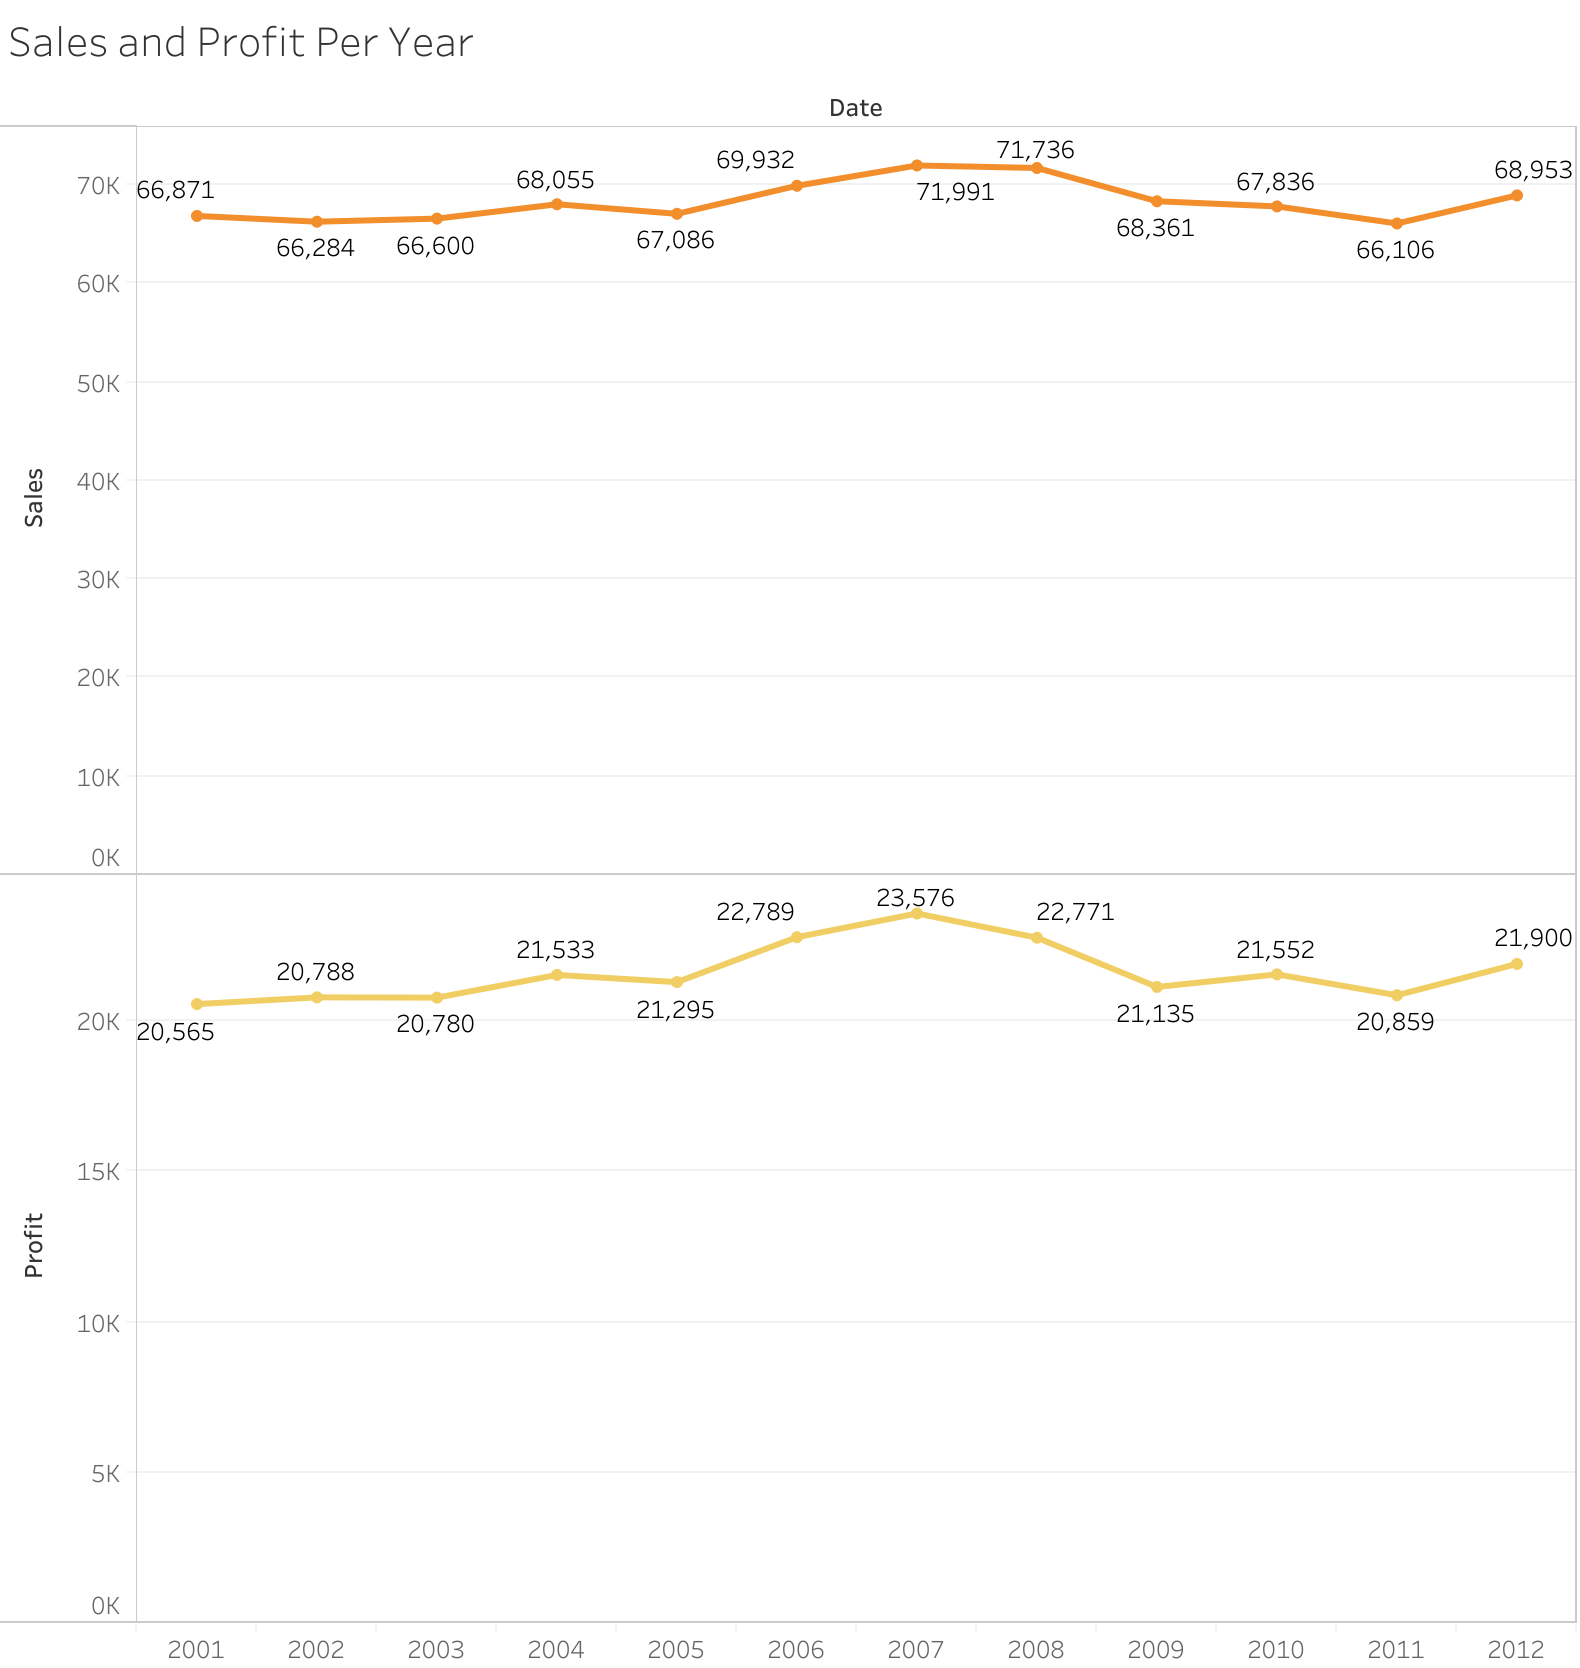 Sales and Profit Per Year
Date
Sales
70K
60K
50K
40K
30K
20K
10K
0K
66,871
66,284
66,600
68,055
67,086
69,932
71,991
71,736
68,361
67,836
66,106
68,953
Profit
20K
15K
10K
5K
0K
20,565
20,788
20,780
21,533
21,295
22,789
23,576
22,771
21,135
21,552
20,859
21,900
2001 2002 2003 2004 2005 2006 2007 2008 2009 2010 2011 2012